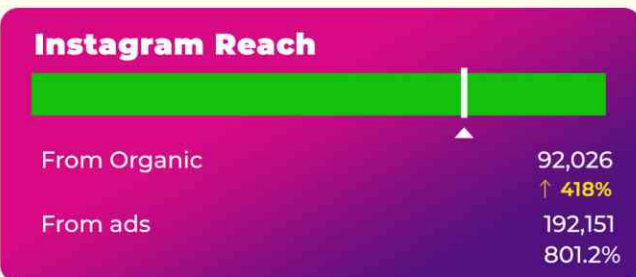 Instagram Reach
From Organic 92,026
↑ 418%
From ads 192,151
801.2%